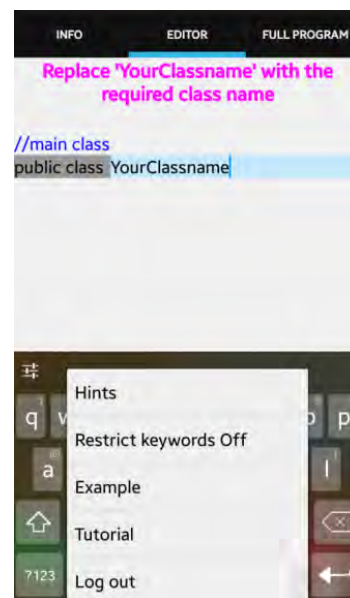 INFO EDITOR FULL PROGRAM
Replace 'YourClassname' with the
required class name
//main class
public class YourClassname
Hints
q p
Restrict keywords Off
a l
Example
Tutorial
?123
Log out